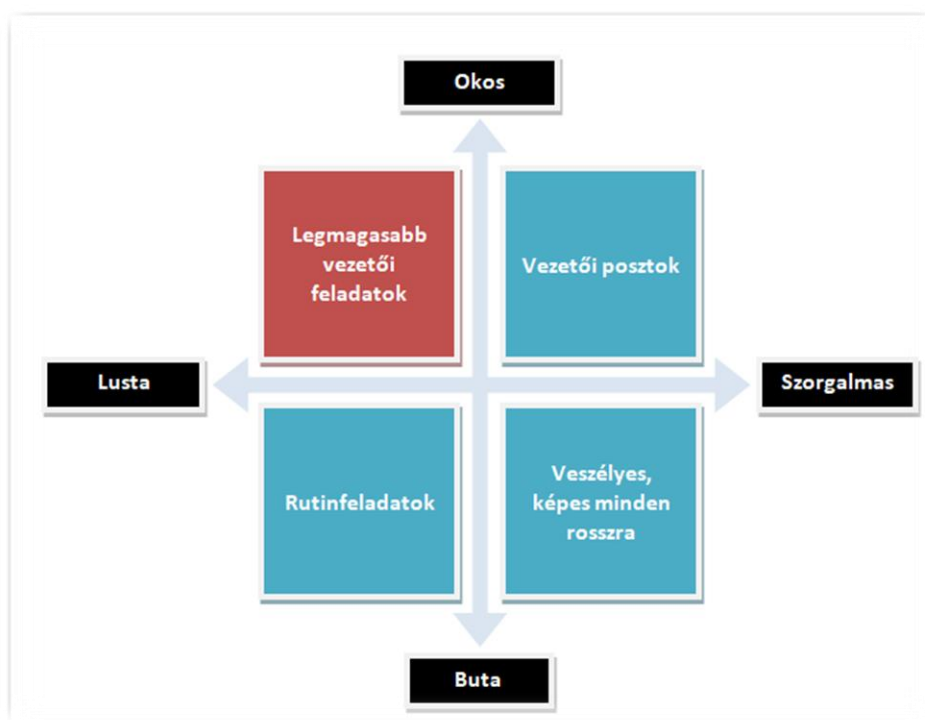 Okos
Legmagasabb
vezetői
feladatok
Vezetői posztok
Lusta
Szorgalmas
Rutinfeladatok
Veszélyes,
képes minden
rosszra
Buta